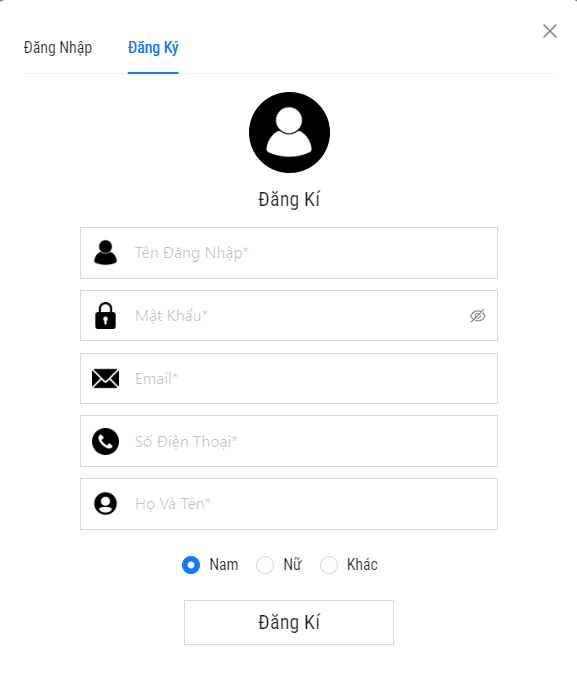 Đăng Nhập Đăng Ký
Đăng Kí
Tên Đăng Nhập*
Mật Khẩu*
Email*
Số Điện Thoại*
Họ Và Tên*
Nam Nữ Khác
Đăng Kí